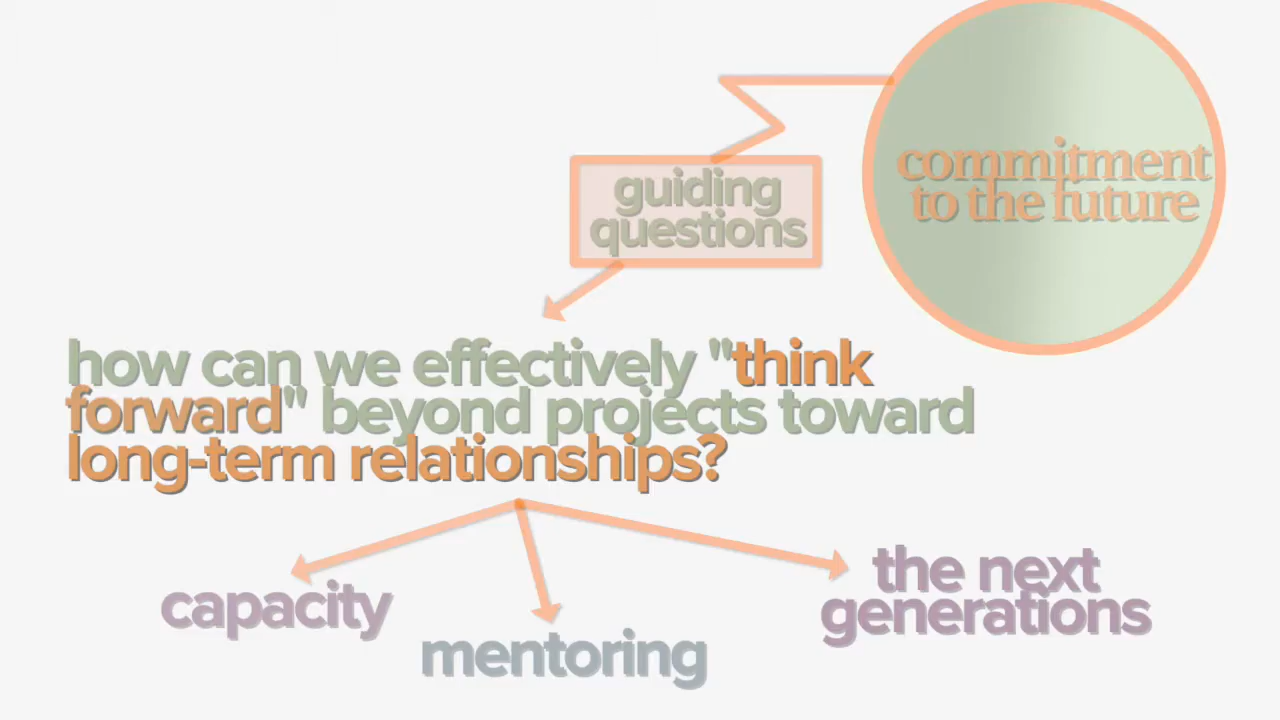 commitment
to the future
guiding
questions
how can we effectively "think
forward" beyond projects toward
long-term relationships?
capacity
mentoring
the next
generations